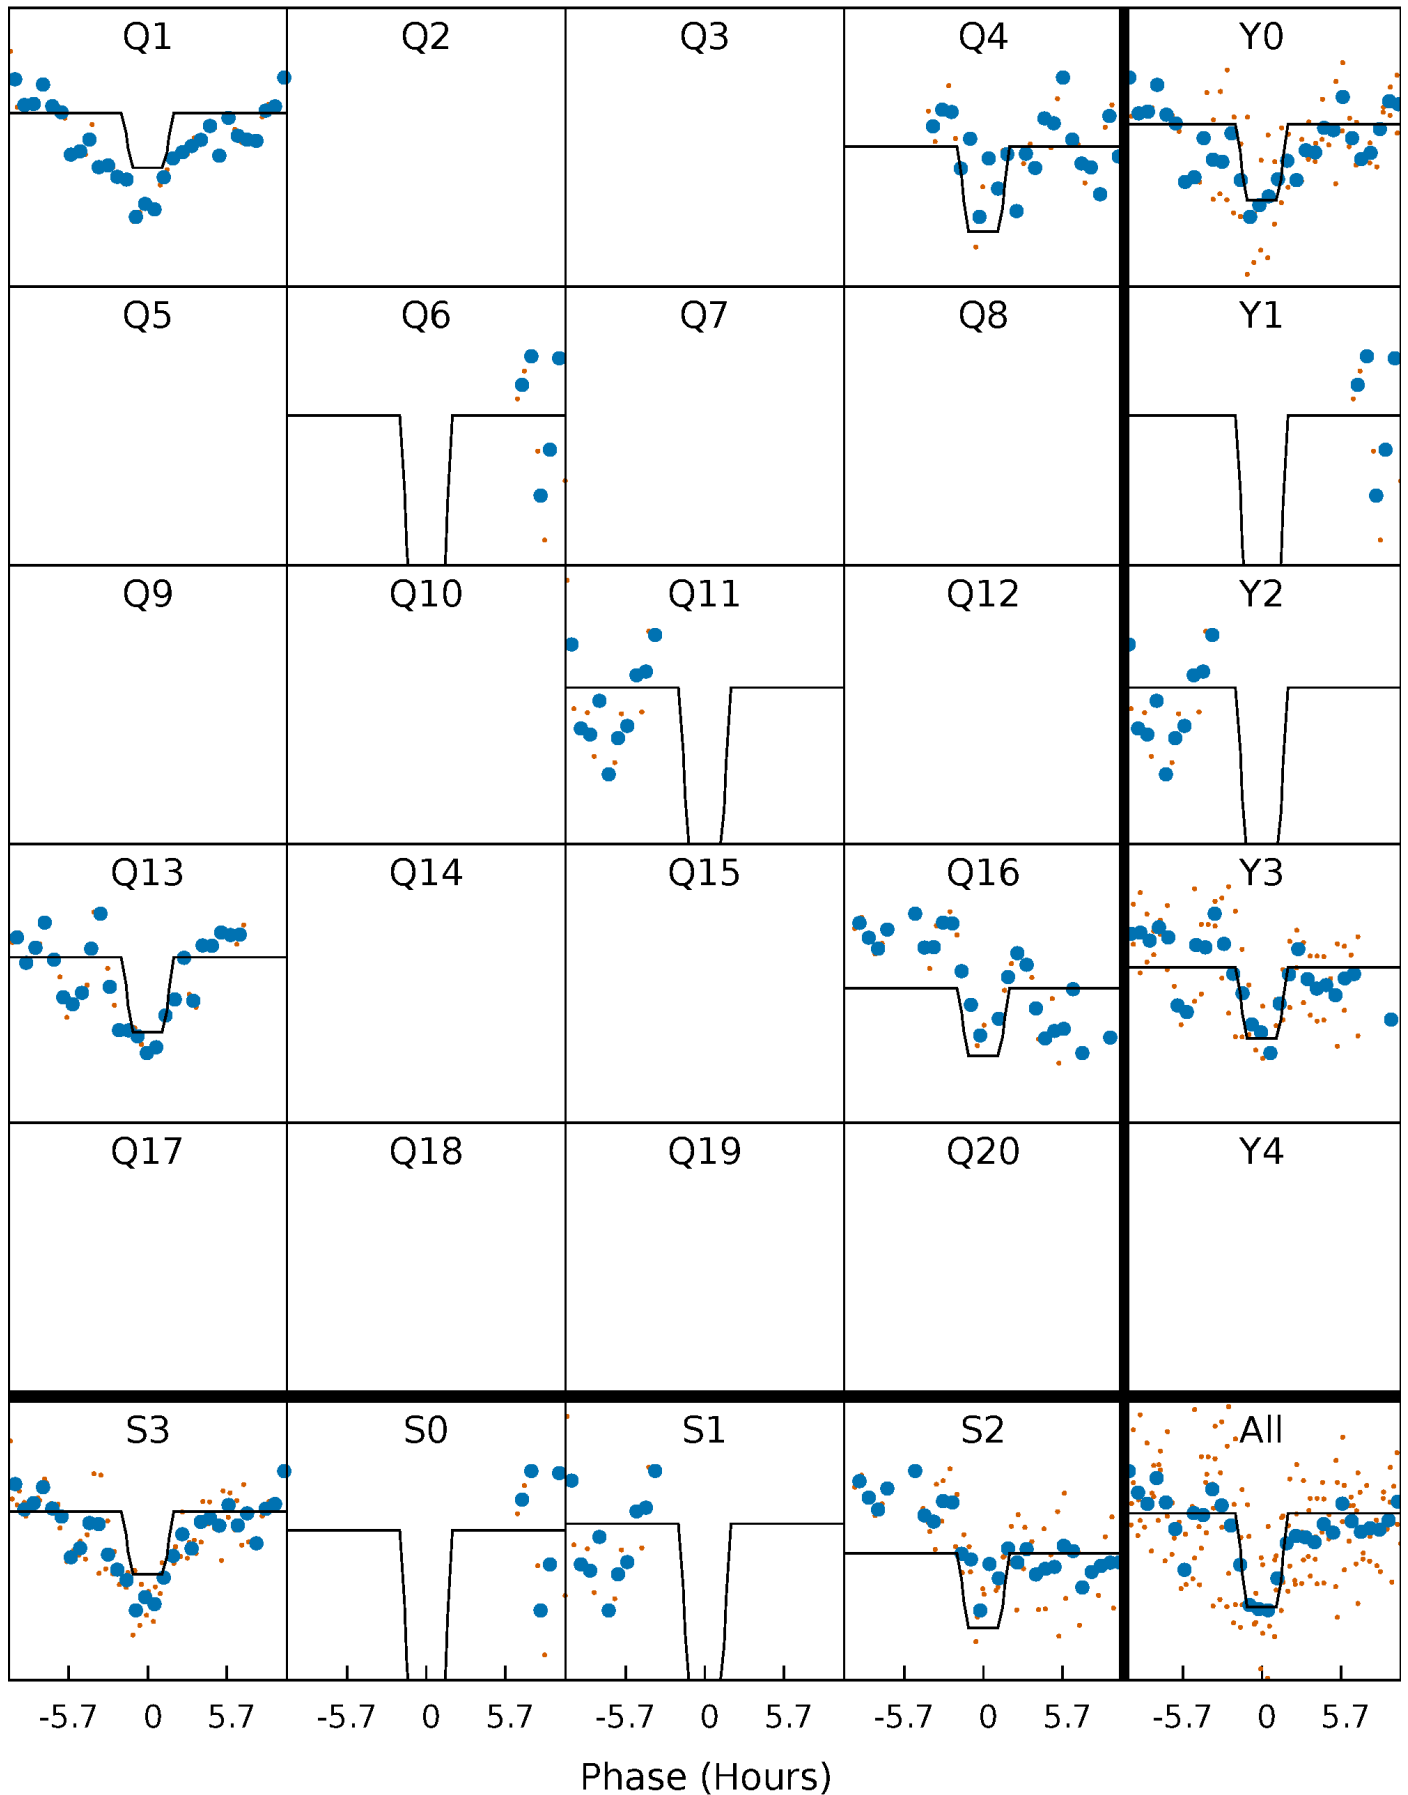 Q1 Q2 Q3 Q4 Y0
Q5 Q6 Q7 Q8 Y1
Q9 Q10 Q11 Q12 Y2
Q13 Q14 Q15 Q16 Y3
Q17 Q18 Q19 Q20 Y4
S3 S0 S1 S2 All
-5.7 0 5.7 -5.7 0 5.7 -5.7 0 5.7 -5.7 0 5.7 -5.7 0 5.7
Phase (Hours)